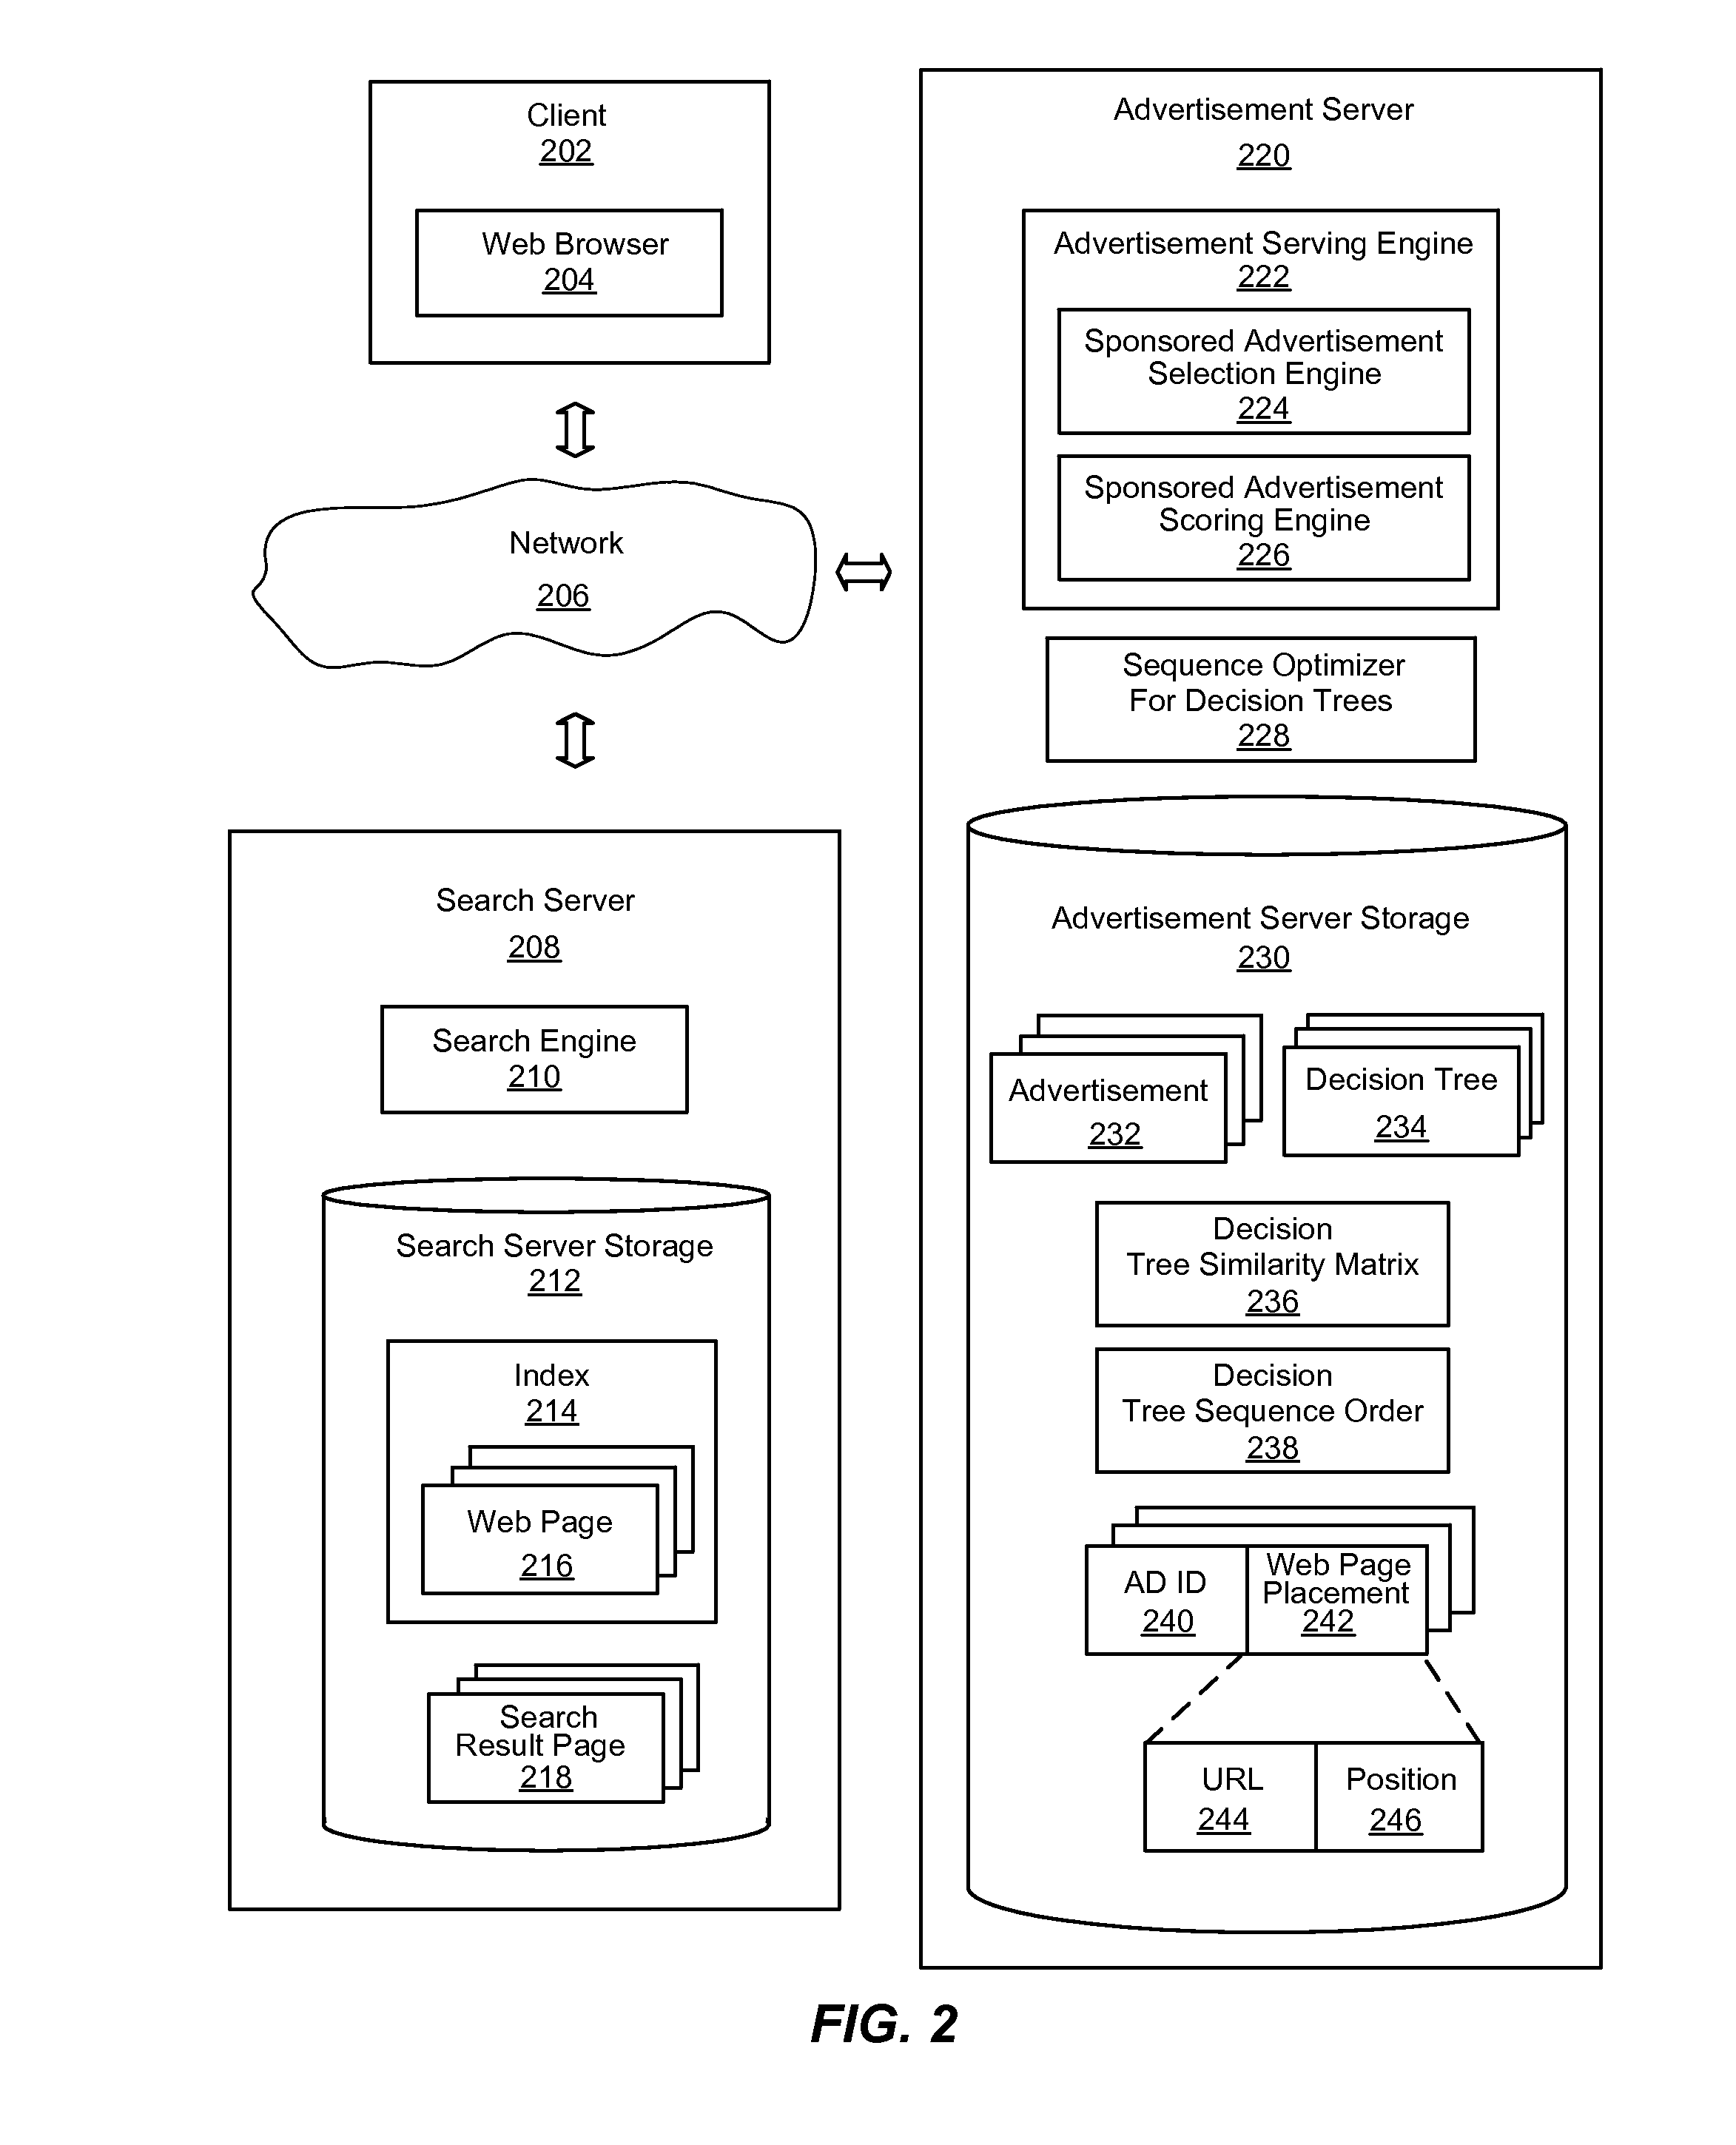 Client
202
Web Browser
204
Network
206
Search Server
208
Search Engine
210
Search Server Storage
212
Index
214
Web Page
216
Search
Result Page
218
Advertisement Server
220
Advertisement Serving Engine
222
Sponsored Advertisement
Selection Engine
224
Sponsored Advertisement
Scoring Engine
226
Sequence Optimizer
For Decision Trees
228
Advertisement Server Storage
230
Advertisement
232
Decision Tree
234
Decision
Tree Similarity Matrix
236
Decision
Tree Sequence Order
238
AD ID
240
Web Page
Placement
242
URL
244
Position
246
FIG. 2